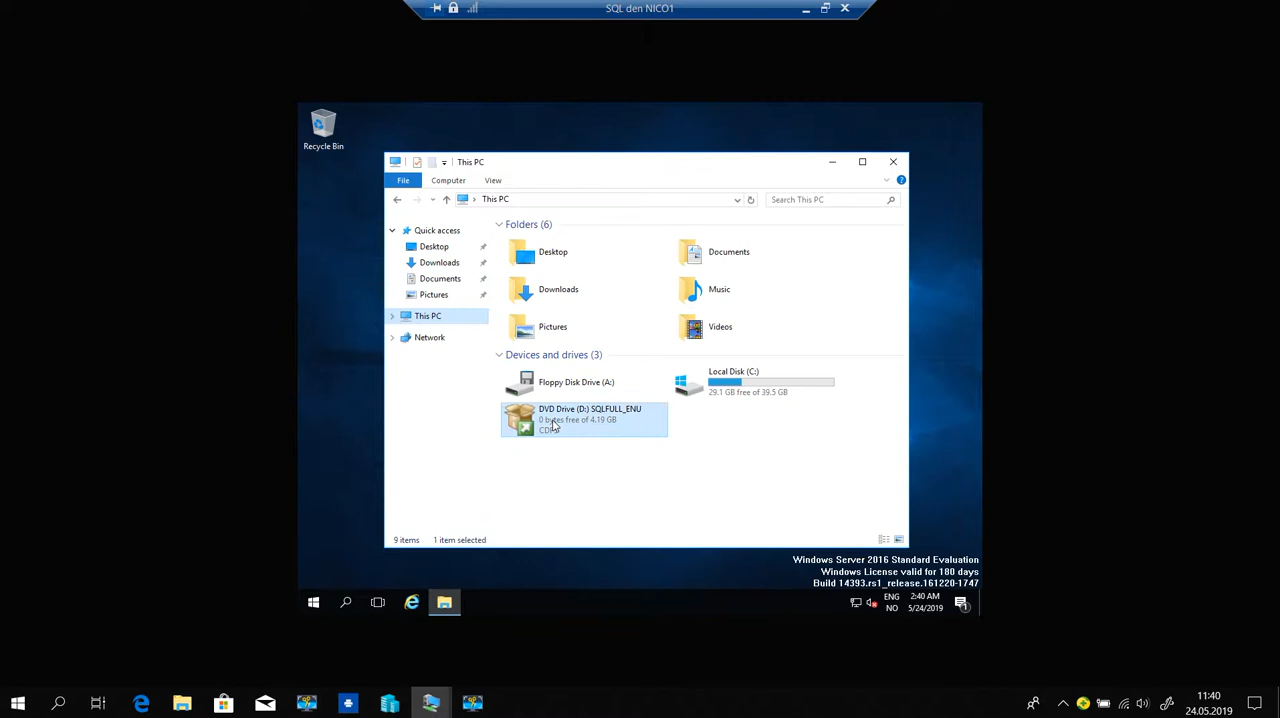 SQL den NICO1
Recycle Bin
This PC
File
Computer
View
This PC
Search This PC
Quick access
Desktop
Downloads
Documents
Pictures
This PC
Network
Folders (6)
Desktop
Documents
Downloads
Music
Pictures
Videos
Devices and drives (3)
Floppy Disk Drive (A:)
Local Disk (C:)
29.1 GB free of 39.5 GB
DVD Drive (D:) SQLFULL_ENU
0 bytes free of 4.19 GB
9 items
1 item selected
Windows Server 2016 Standard Evaluation
Windows License valid for 180 days
Build 14393.rs1_release.161220-1747
ENG
NO
2:40 AM
5/24/2019
1
11:40
24.05.2019